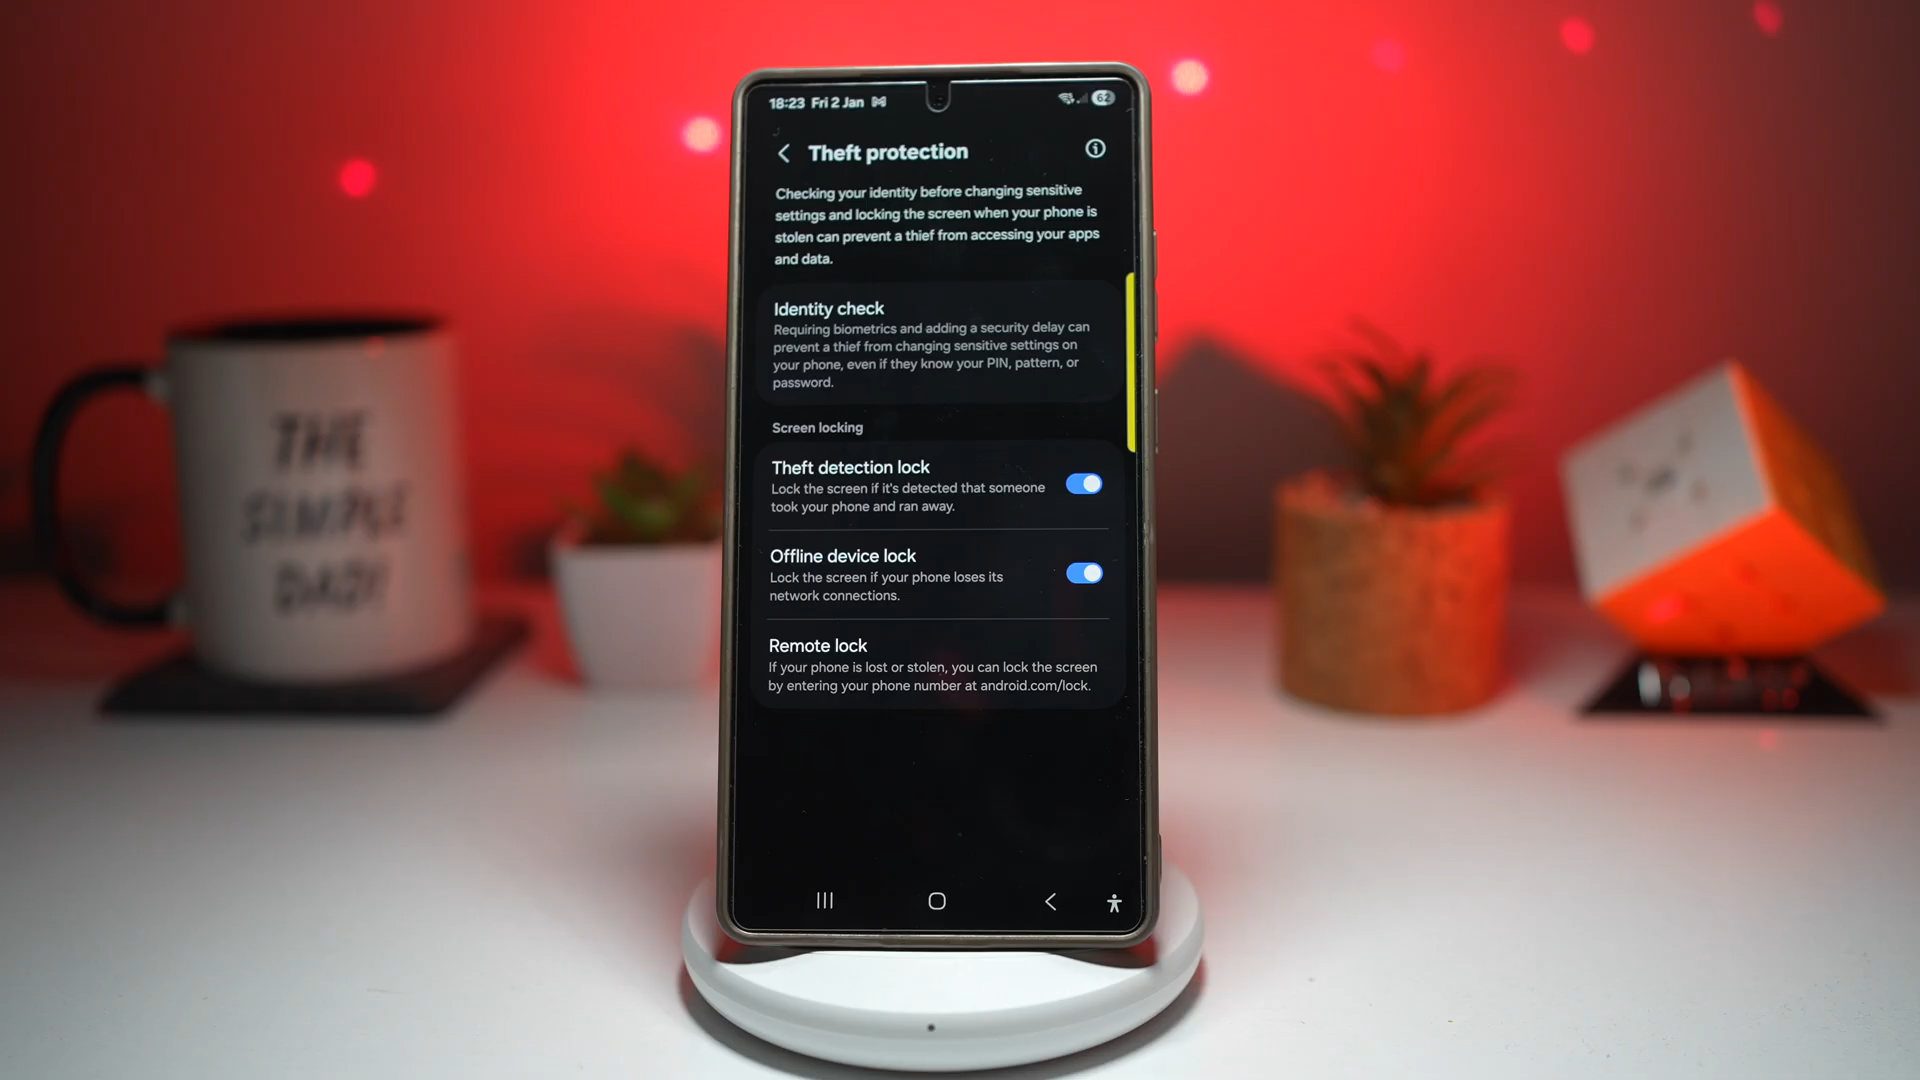 18:23 Fri 2 Jan
62
Theft protection
Checking your identity before changing sensitive
settings and locking the screen when your phone is
stolen can prevent a thief from accessing your apps
and data.
Identity check
Requiring biometrics and adding a security delay can
prevent a thief from changing sensitive settings on
your phone, even if they know your PIN, pattern, or
password.
Screen locking
Theft detection lock
Lock the screen if it's detected that someone
took your phone and ran away.
Offline device lock
Lock the screen if your phone loses its
network connections.
Remote lock
If your phone is lost or stolen, you can lock the screen
by entering your phone number at android.com/lock.
THE
SIMPLE
DAD!